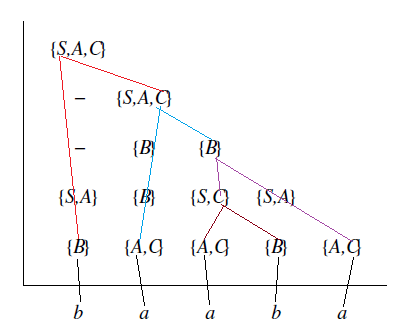 {S,A,C}
– {S,A,C}
– {B} {B}
{S,A} {B} {S,C} {S,A}
{B} {A,C} {A,C} {B} {A,C}
b a a b a